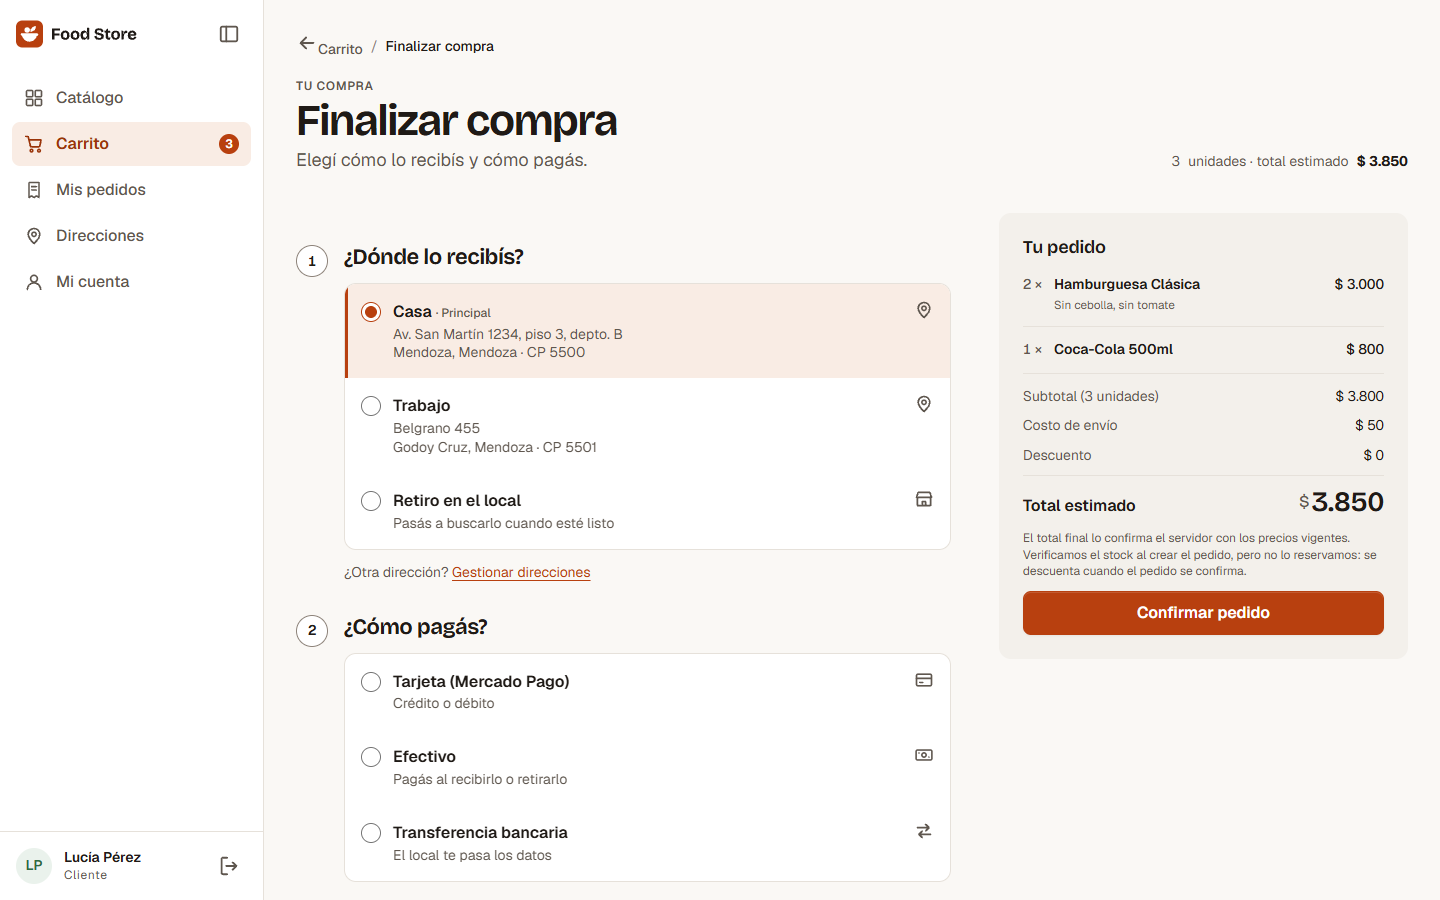 Food Store
Catálogo
Carrito 3
Mis pedidos
Direcciones
Mi cuenta
LP Lucía Pérez
Cliente
Carrito / Finalizar compra
TU COMPRA
Finalizar compra
Elegí cómo lo recibís y cómo pagás.
3 unidades · total estimado $ 3.850
1 ¿Dónde lo recibís?
Casa · Principal
Av. San Martín 1234, piso 3, depto. B
Mendoza, Mendoza · CP 5500
Trabajo
Belgrano 455
Godoy Cruz, Mendoza · CP 5501
Retiro en el local
Pasás a buscarlo cuando esté listo
¿Otra dirección? Gestionar direcciones
2 ¿Cómo pagás?
Tarjeta (Mercado Pago)
Crédito o débito
Efectivo
Pagás al recibirlo o retirarlo
Transferencia bancaria
El local te pasa los datos
Tu pedido
2 × Hamburguesa Clásica $ 3.000
Sin cebolla, sin tomate
1 × Coca-Cola 500ml $ 800
Subtotal (3 unidades) $ 3.800
Costo de envío $ 50
Descuento $ 0
Total estimado $ 3.850
El total final lo confirma el servidor con los precios vigentes.
Verificamos el stock al crear el pedido, pero no lo reservamos: se
descuenta cuando el pedido se confirma.
Confirmar pedido